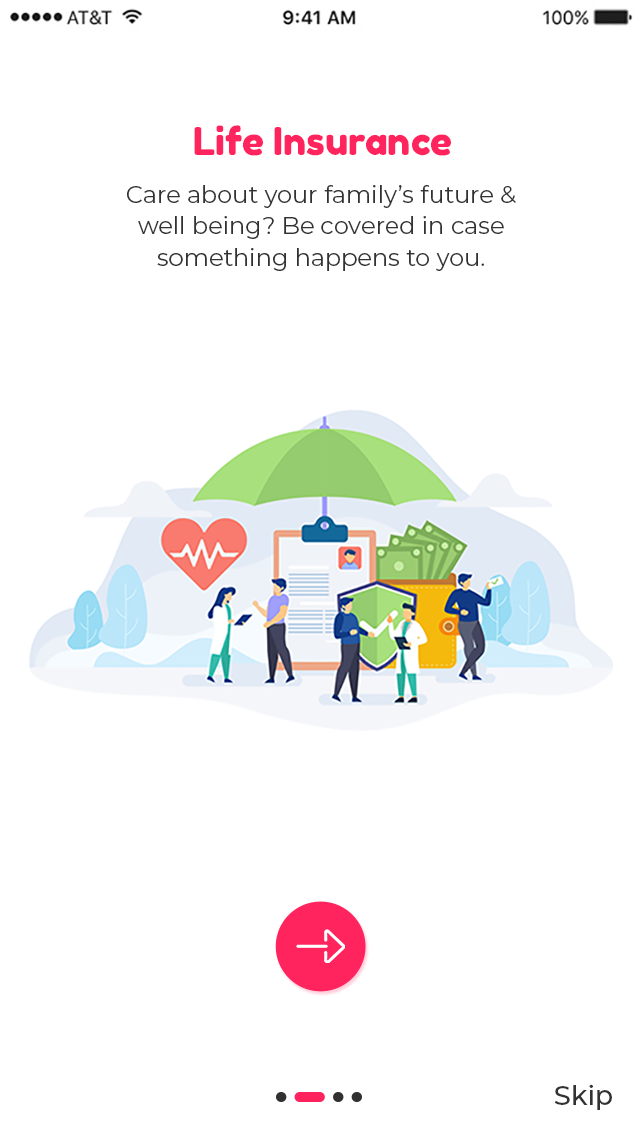 AT&T 9:41 AM 100%
Life Insurance
Care about your family’s future &
well being? Be covered in case
something happens to you.
Skip